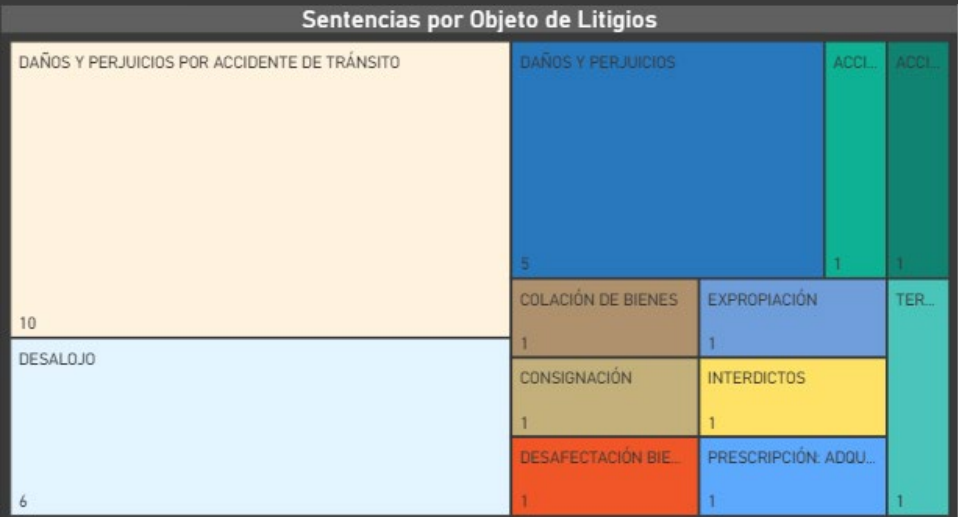 Sentencias por Objeto de Litigios
DAÑOS Y PERJUICIOS POR ACCIDENTE DE TRÁNSITO
10
DESALOJO
6
DAÑOS Y PERJUICIOS
5
ACCI...
1
ACCI...
1
COLACIÓN DE BIENES
1
EXPROPIACIÓN
1
TER...
1
CONSIGNACIÓN
1
INTERDICTOS
1
DESAFECTACIÓN BIE...
1
PRESCRIPCIÓN: ADQU...
1